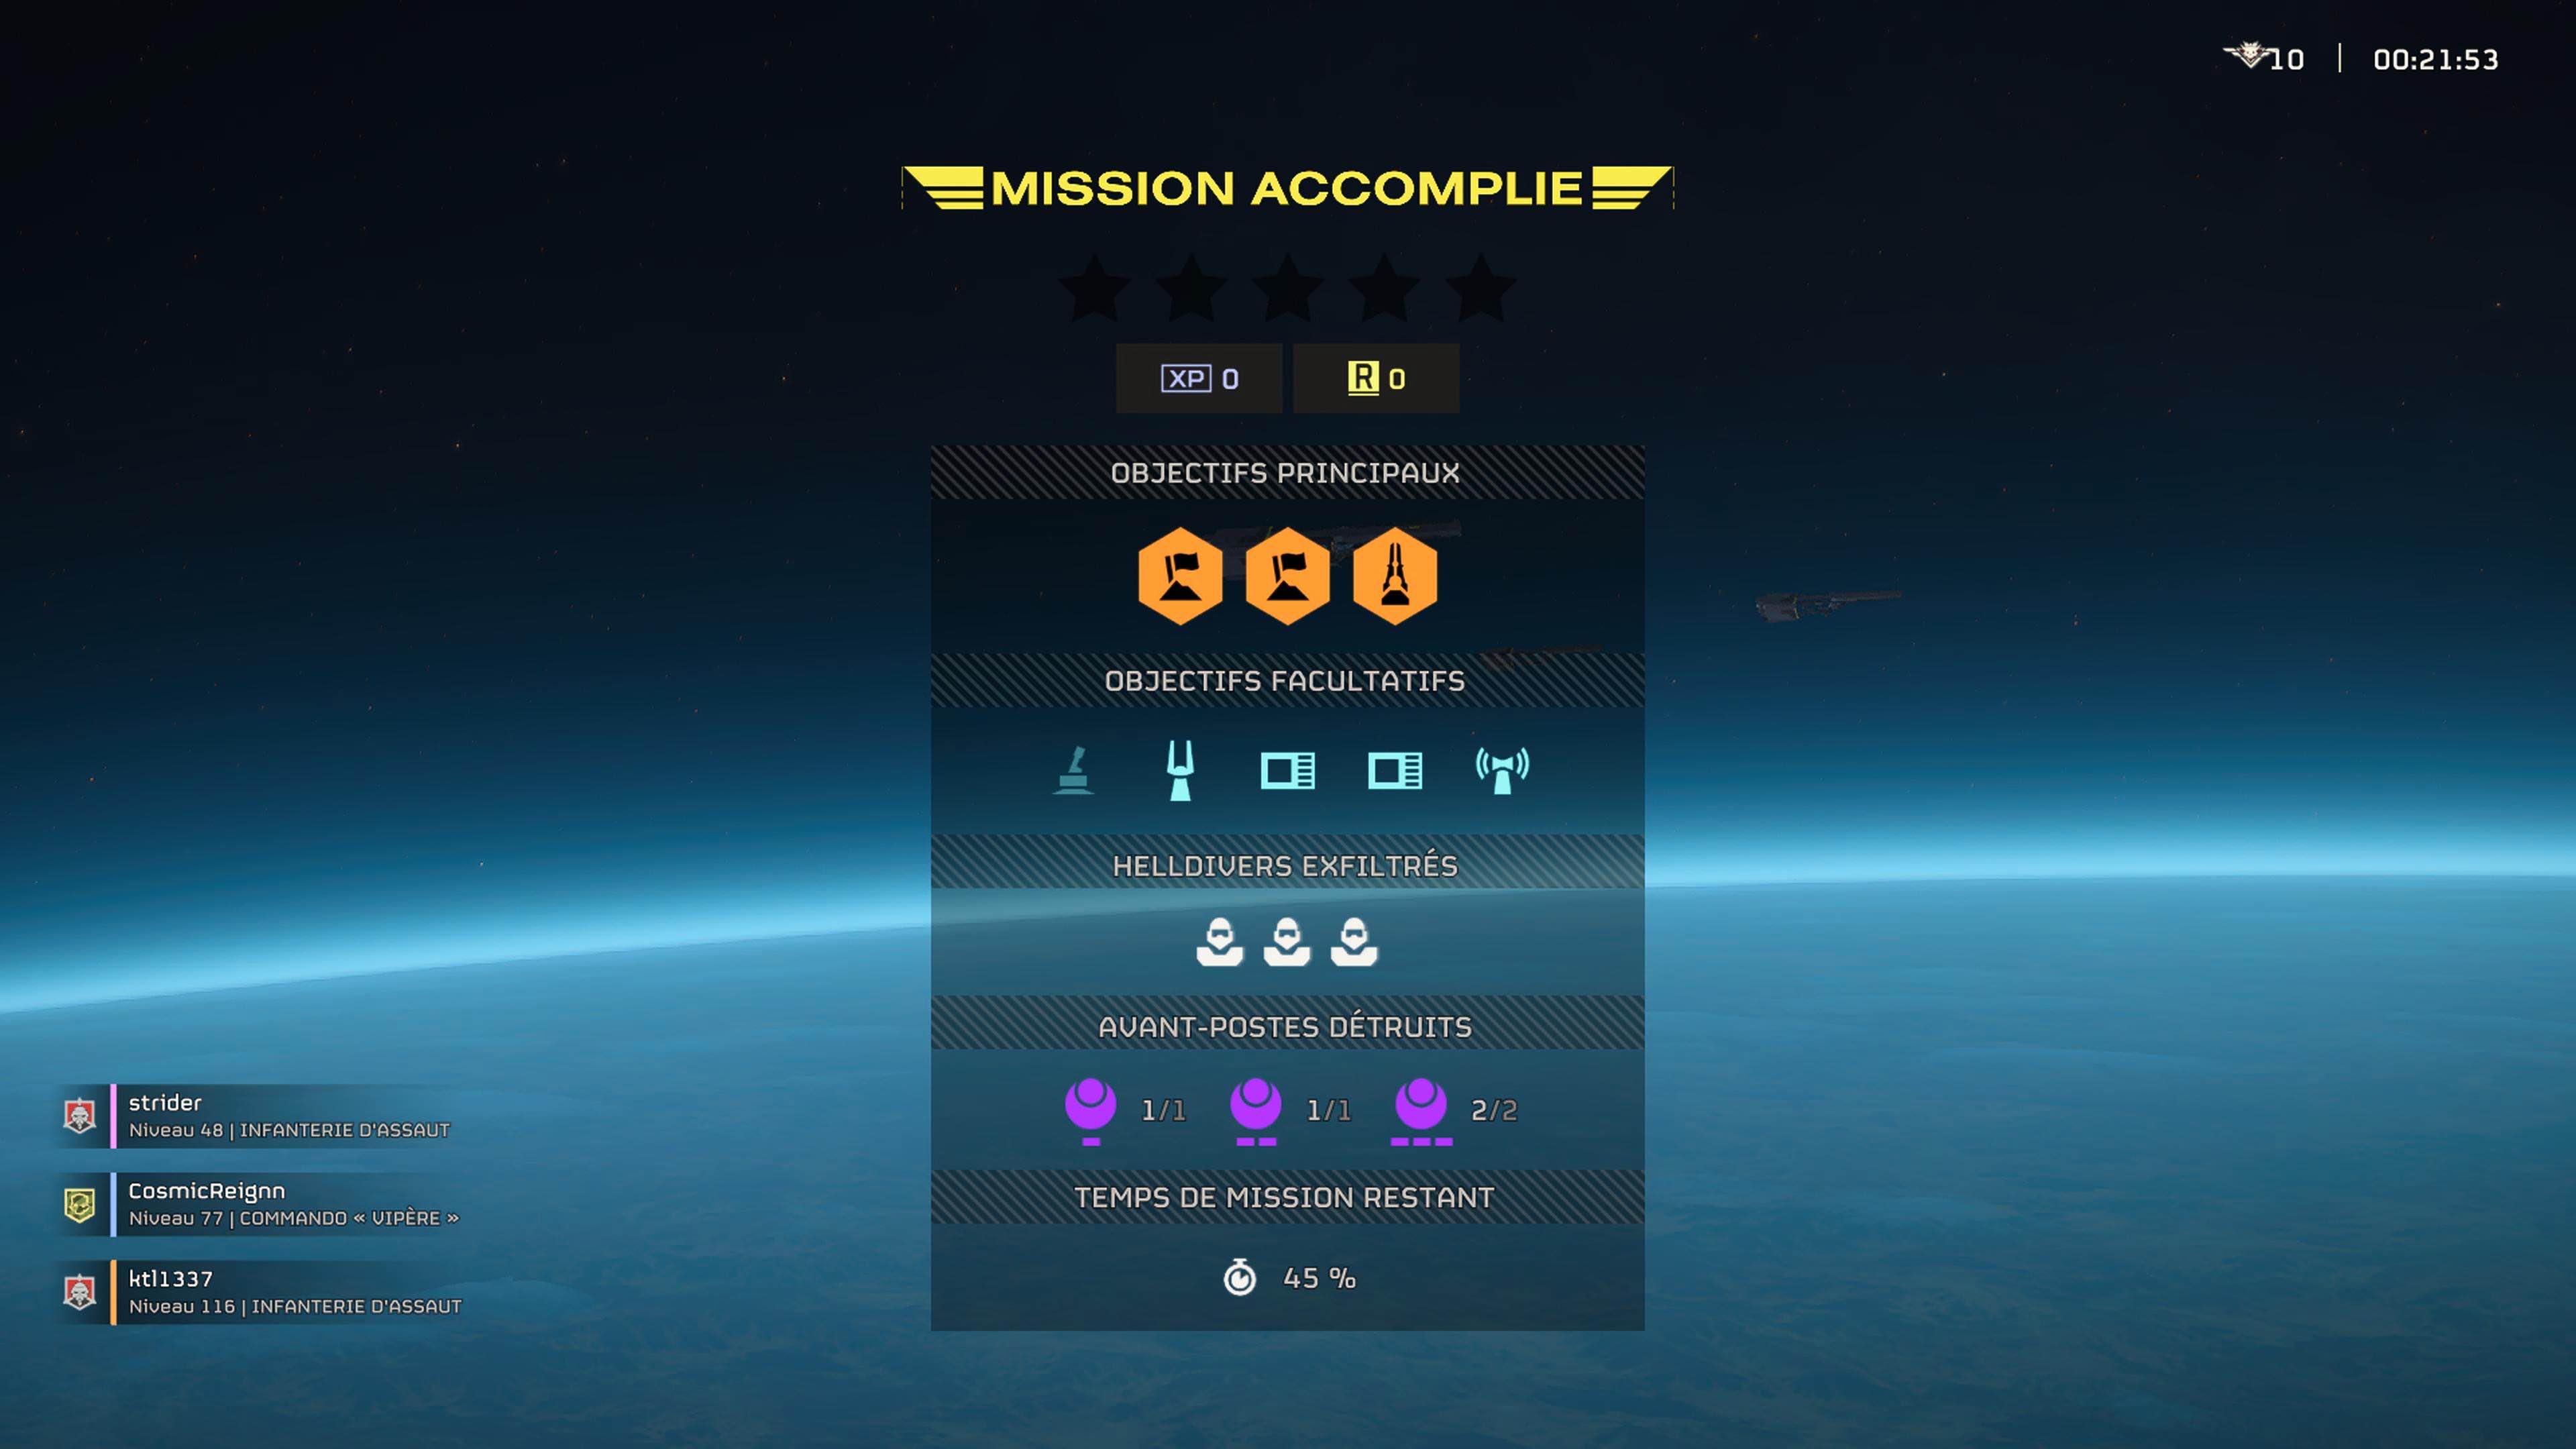 10 | 00:21:53
MISSION ACCOMPLIE
XP 0
R 0
OBJECTIFS PRINCIPAUX
OBJECTIFS FACULTATIFS
HELLDIVERS EXFILTRÉS
AVANT-POSTES DÉTRUITS
1/1 1/1 2/2
TEMPS DE MISSION RESTANT
45 %
strider
Niveau 48 | INFANTERIE D'ASSAUT
CosmicReignn
Niveau 77 | COMMANDO « VIPÈRE »
ktl1337
Niveau 116 | INFANTERIE D'ASSAUT